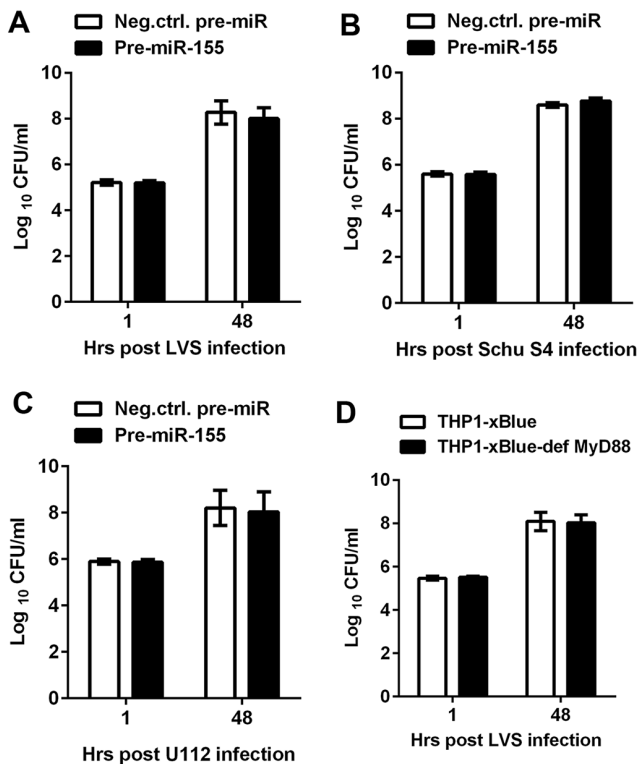 A
Neg.ctrl. pre-miR
Pre-miR-155
Log 10 CFU/ml
10
8
6
4
2
0
1
48
Hrs post LVS infection
B
Neg.ctrl. pre-miR
Pre-miR-155
Log 10 CFU/ml
10
8
6
4
2
0
1
48
Hrs post Schu S4 infection
C
Neg.ctrl. pre-miR
Pre-miR-155
Log 10 CFU/ml
10
8
6
4
2
0
1
48
Hrs post U112 infection
D
THP1-xBlue
THP1-xBlue-def MyD88
Log 10 CFU/ml
10
8
6
4
2
0
1
48
Hrs post LVS infection